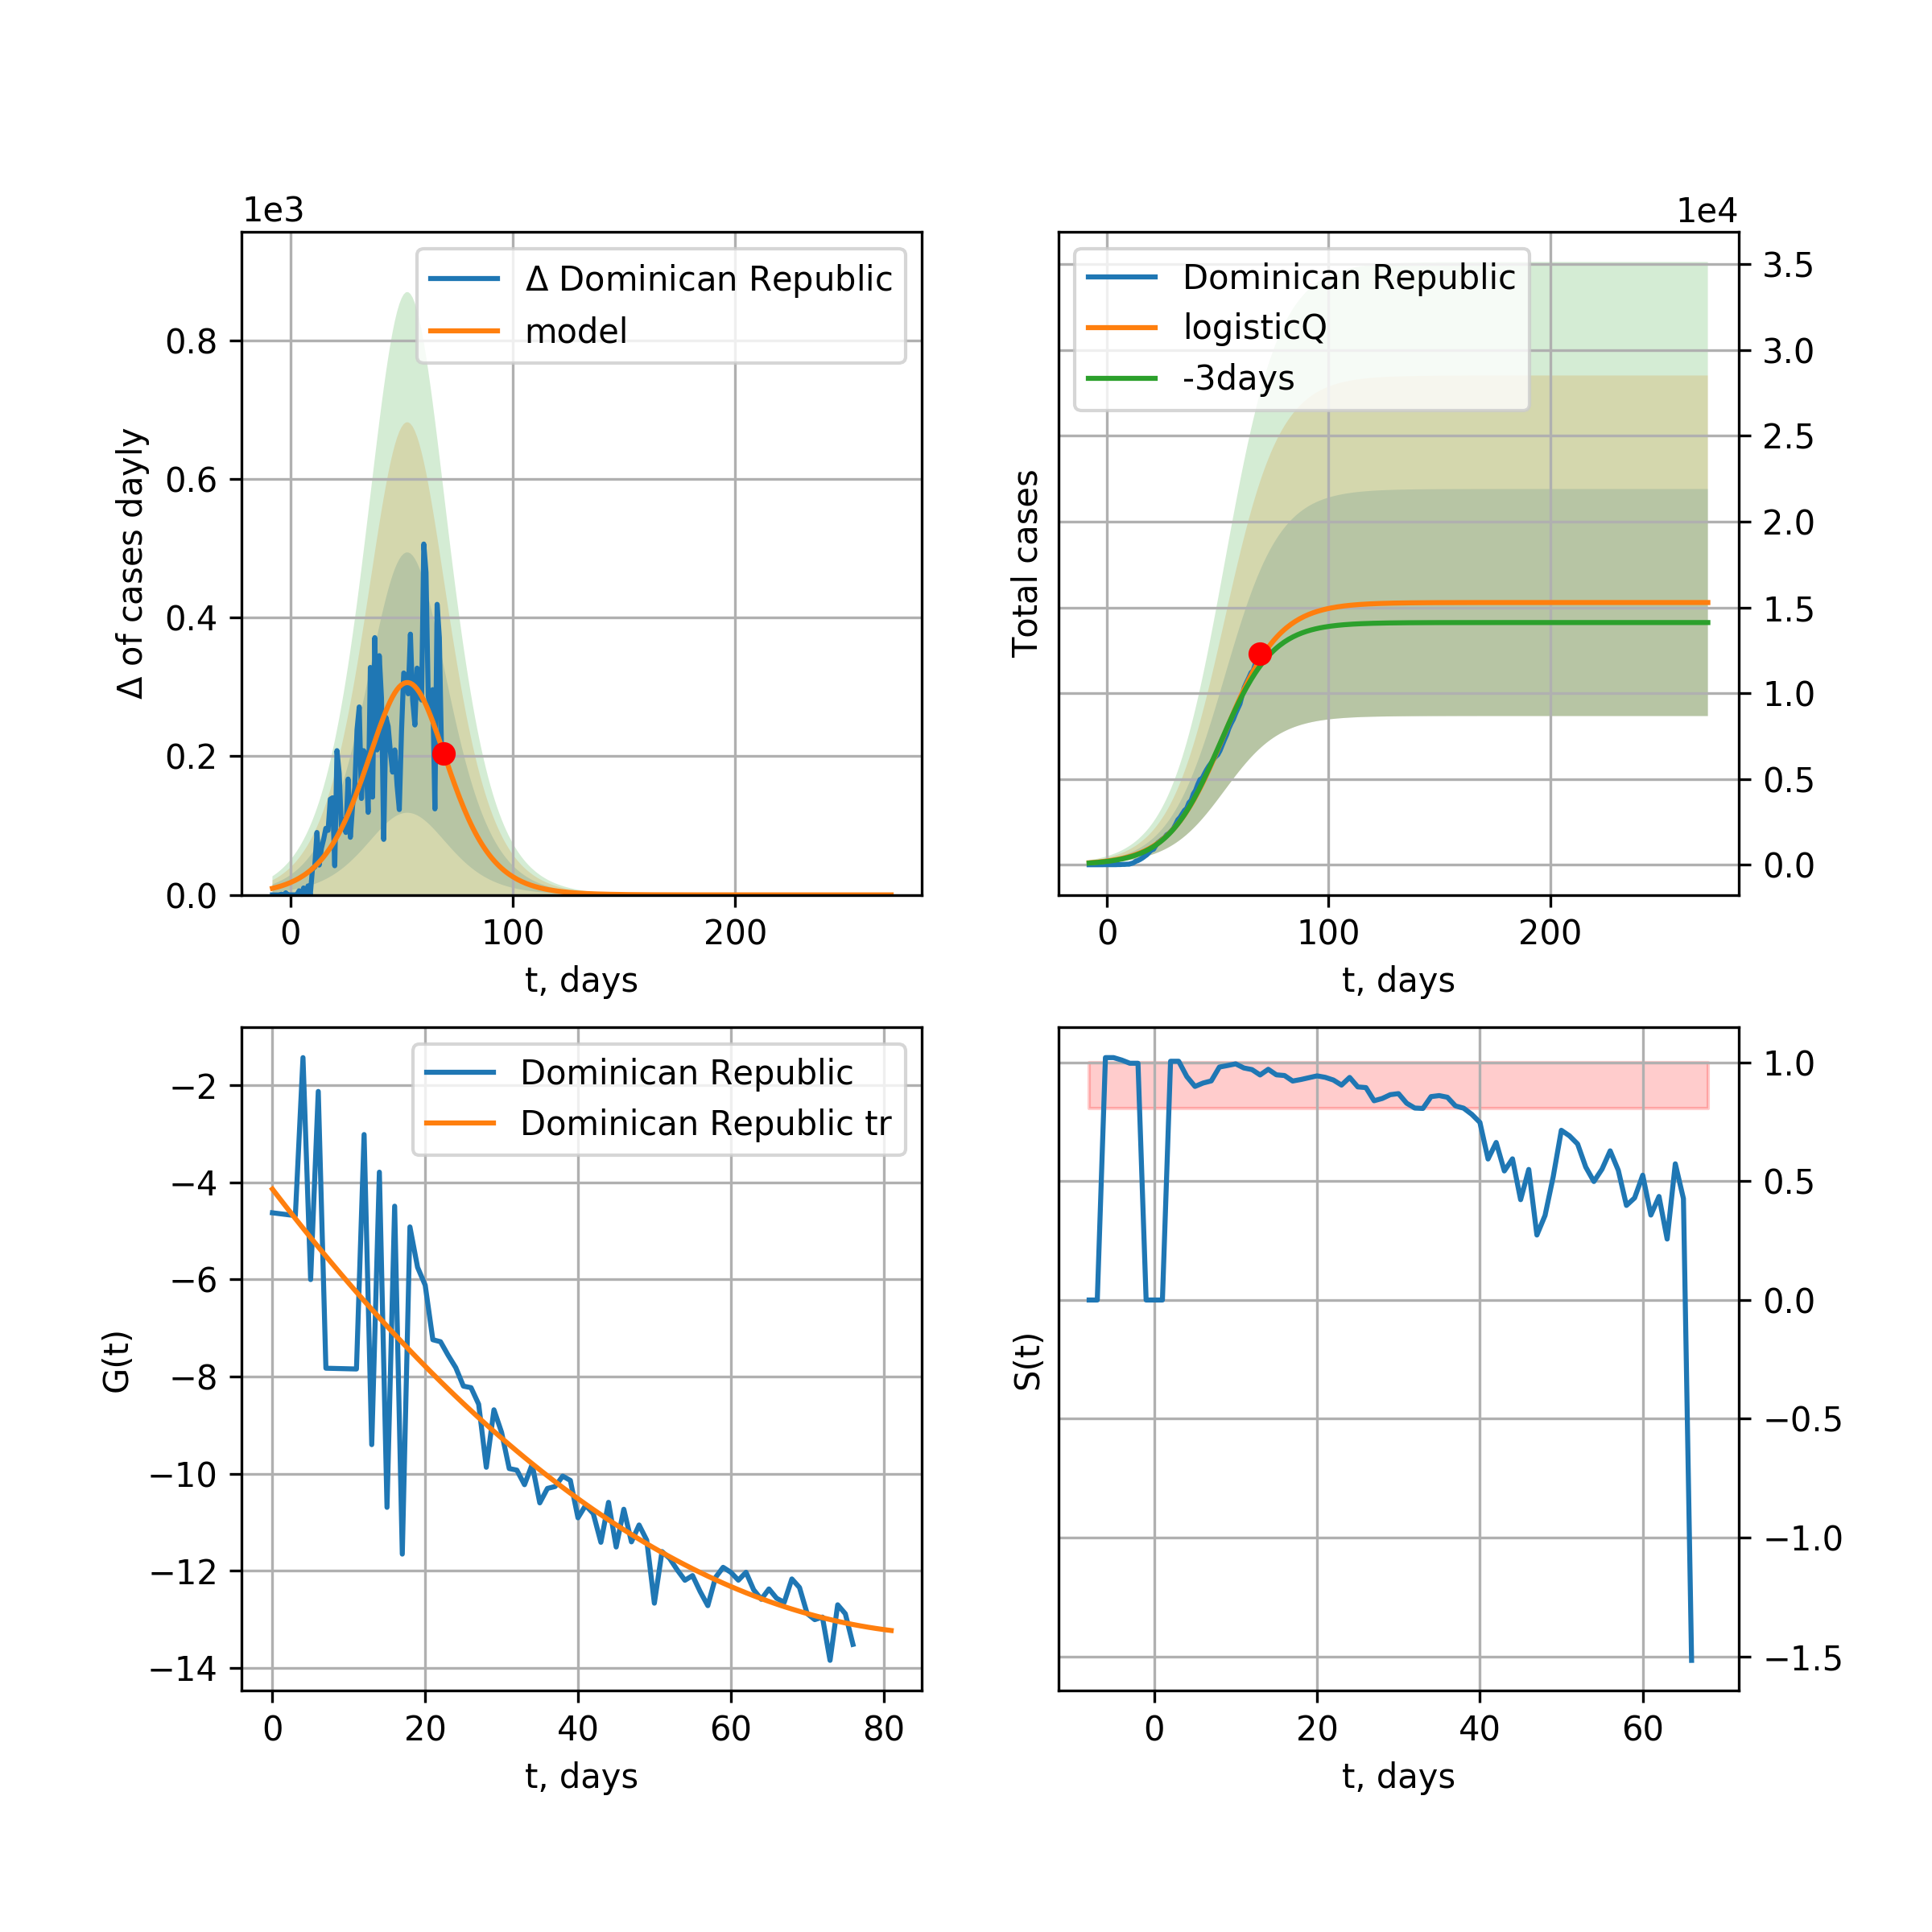 1e3
Δ Dominican Republic
model
0.8
0.6
0.4
0.2
0.0
Δ of cases dayly
0
100
200
t, days
1e4
Dominican Republic
logisticQ
-3days
3.5
3.0
2.5
2.0
1.5
1.0
0.5
0.0
Total cases
0
100
200
t, days
Dominican Republic
Dominican Republic tr
−2
−4
−6
−8
−10
−12
−14
G(t)
0
20
40
60
80
t, days
1.0
0.5
0.0
−0.5
−1.0
−1.5
S(t)
0
20
40
60
t, days